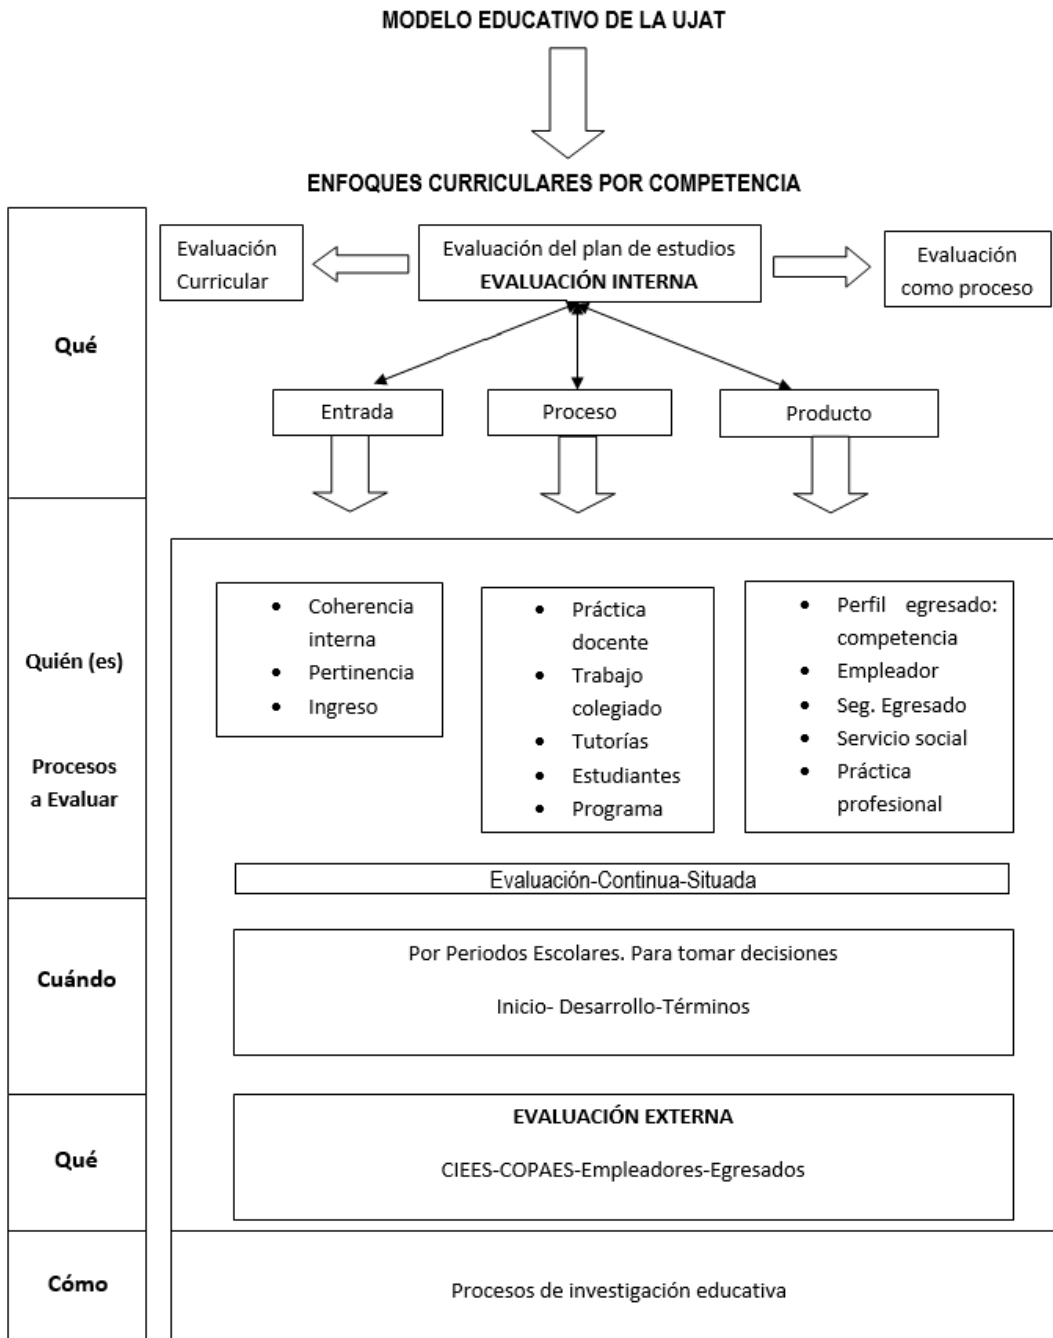 MODELO EDUCATIVO DE LA UJAT
ENFOQUES CURRICULARES POR COMPETENCIA
Qué
Evaluación
Curricular
Evaluación del plan de estudios
EVALUACIÓN INTERNA
Evaluación
como proceso
Entrada
Proceso
Producto
Quién (es)
Procesos
a Evaluar
• Coherencia
interna
• Pertinencia
• Ingreso
• Práctica
docente
• Trabajo
colegiado
• Tutorías
• Estudiantes
• Programa
• Perfil egresado:
competencia
• Empleador
• Seg. Egresado
• Servicio social
• Práctica
profesional
Evaluación-Continua-Situada
Cuándo
Por Periodos Escolares. Para tomar decisiones
Inicio- Desarrollo-Términos
Qué
EVALUACIÓN EXTERNA
CIEES-COPAES-Empleadores-Egresados
Cómo
Procesos de investigación educativa